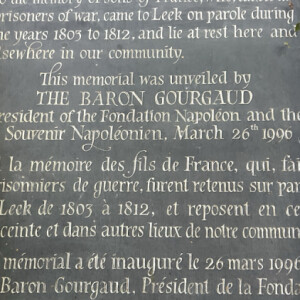 prisoners of war, came to Leek on parole during
the years 1803 to 1812, and lie at rest here and
elsewhere in our community.
This memorial was unveiled by
THE BARON GOURGAUD
President of the Fondation Napoléon and the
Souvenir Napoléonien, March 26th 1996
la mémoire des fils de France, qui, fai
prisonniers de guerre, furent retenus sur par
Leek de 1803 à 1812, et reposent en ce
ceinte et dans autres lieux de notre commun
mémorial a été inauguré le 26 mars 1996
Baron Gourgaud, Président de la Fonda